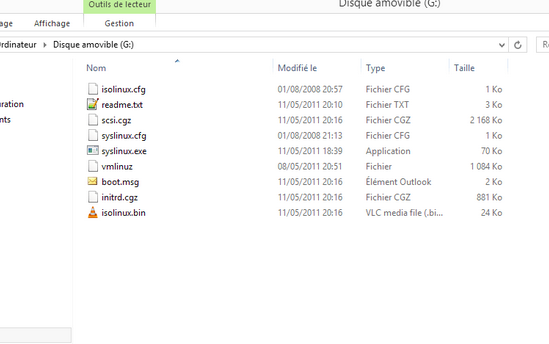 Outils de lecteur
Disque amovible (G:)
Affichage
Gestion
Disque amovible (G:)
Nom Modifié le Type Taille
isolinux.cfg 01/08/2008 20:57 Fichier CFG 1 Ko
readme.txt 11/05/2011 20:10 Fichier TXT 3 Ko
scsi.cgz 11/05/2011 20:16 Fichier CGZ 2 168 Ko
syslinux.cfg 01/08/2008 21:13 Fichier CFG 1 Ko
syslinux.exe 11/05/2011 18:39 Application 70 Ko
vmlinuz 08/05/2011 20:51 Fichier 1 084 Ko
boot.msg 11/05/2011 20:16 Élément Outlook 2 Ko
initrd.cgz 11/05/2011 20:16 Fichier CGZ 881 Ko
isolinux.bin 11/05/2011 20:16 VLC media file (.bi... 24 Ko